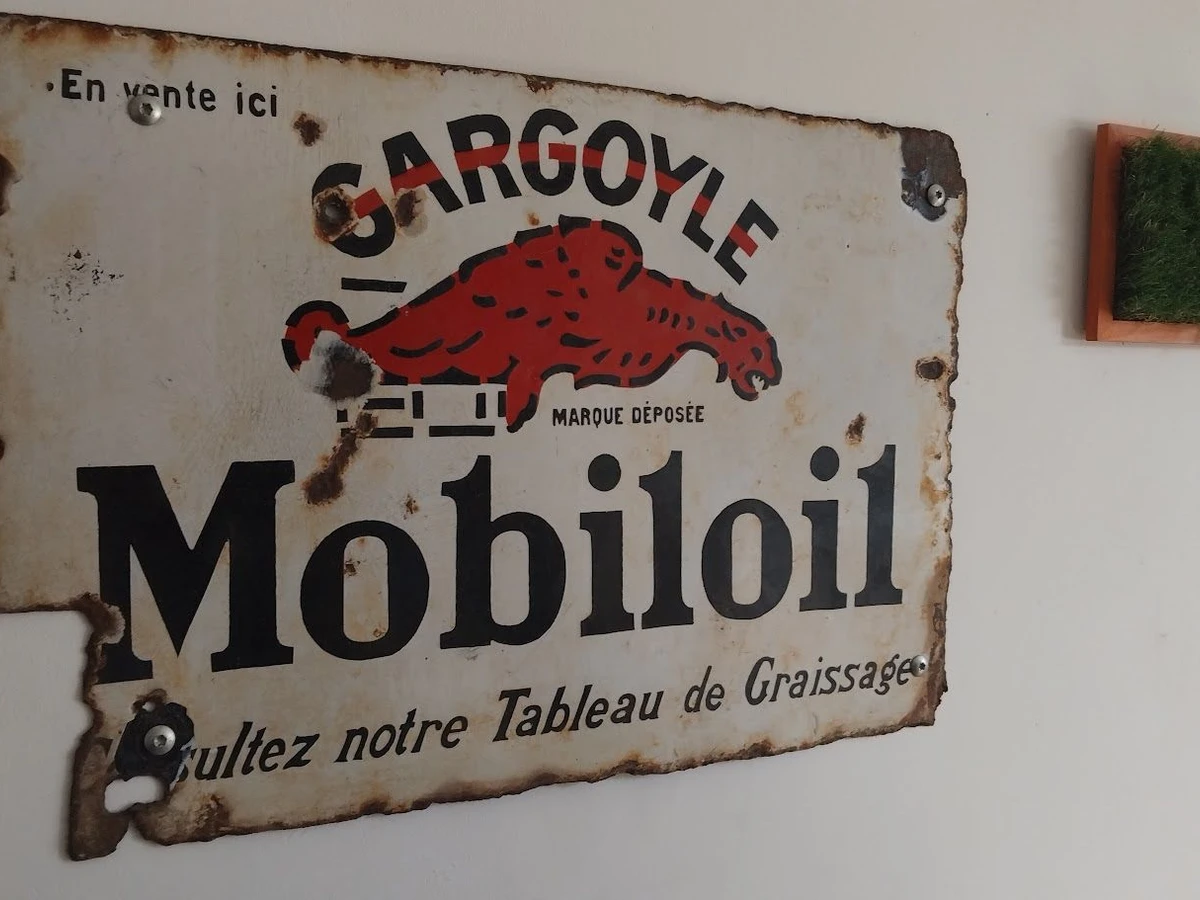 En vente ici
GARGOYLE
MARQUE DÉPOSÉE
Mobiloil
sultez notre Tableau de Graissage